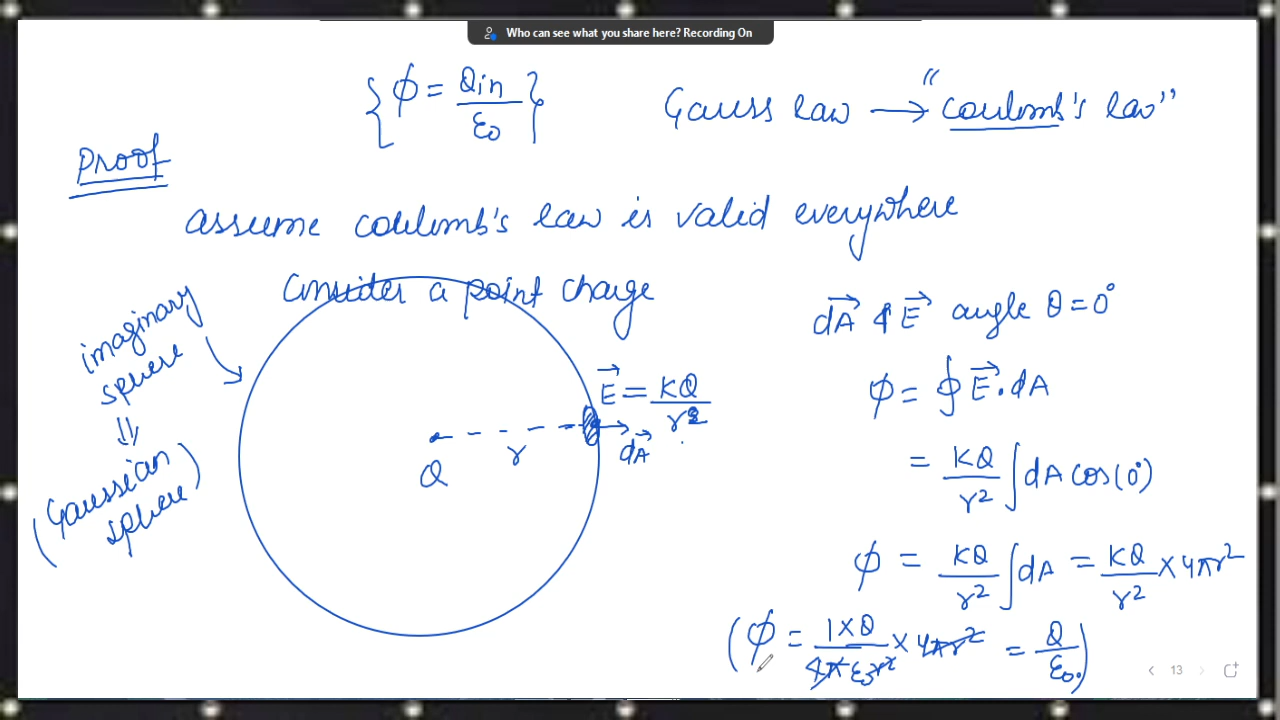 Who can see what you share here? Recording On
{ϕ = Qin/ε0}
Gauss law → "Coulomb's law"
Proof
assume coulomb's law is valid everywhere
Consider a point charge
imaginary
sphere
⇓
(Gaussian
sphere)
E⃗ = KQ/r²
dA⃗
r
Q
dA⃗ & E⃗ angle θ = 0°
ϕ = ∮ E⃗ . dA
= KQ/r² ∫ dA cos(0°)
ϕ = KQ/r² ∫ dA = KQ/r² × 4πr²
(ϕ = 1 × Q/4πε0r² × 4πr² = Q/ε0.)
13